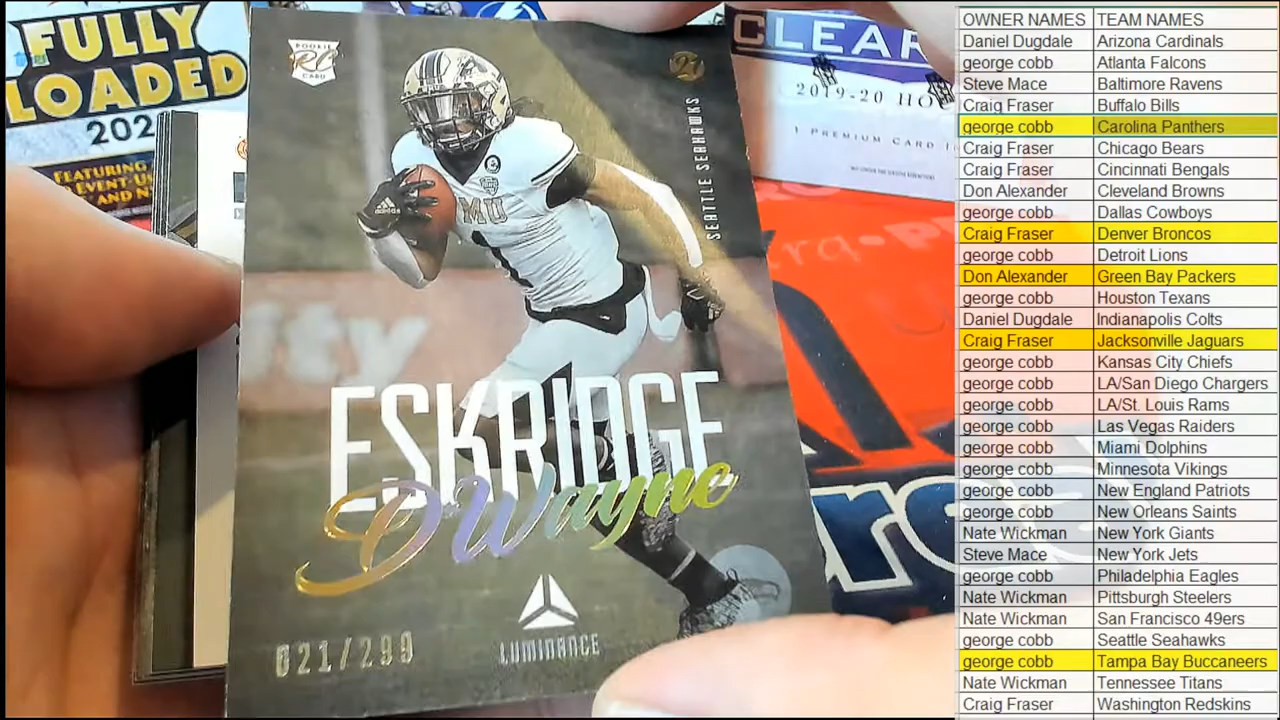 FULLY
LOADED
202
FEATURING
EVENT, U
AND N
ROOKIE
RC
CARD
21
SEATTLE SEAHAWKS
MU
1
adidas
ity
ESKRIDGE
D'Wayne
LUMINANCE
021/299
CLEAR
2019-20 HO
1 PREMIUM CARD
OWNER NAMES TEAM NAMES
Daniel Dugdale Arizona Cardinals
george cobb Atlanta Falcons
Steve Mace Baltimore Ravens
Craig Fraser Buffalo Bills
george cobb Carolina Panthers
Craig Fraser Chicago Bears
Craig Fraser Cincinnati Bengals
Don Alexander Cleveland Browns
george cobb Dallas Cowboys
Craig Fraser Denver Broncos
george cobb Detroit Lions
Don Alexander Green Bay Packers
george cobb Houston Texans
Daniel Dugdale Indianapolis Colts
Craig Fraser Jacksonville Jaguars
george cobb Kansas City Chiefs
george cobb LA/San Diego Chargers
george cobb LA/St. Louis Rams
george cobb Las Vegas Raiders
george cobb Miami Dolphins
george cobb Minnesota Vikings
george cobb New England Patriots
george cobb New Orleans Saints
Nate Wickman New York Giants
Steve Mace New York Jets
george cobb Philadelphia Eagles
Nate Wickman Pittsburgh Steelers
Nate Wickman San Francisco 49ers
george cobb Seattle Seahawks
george cobb Tampa Bay Buccaneers
Nate Wickman Tennessee Titans
Craig Fraser Washington Redskins